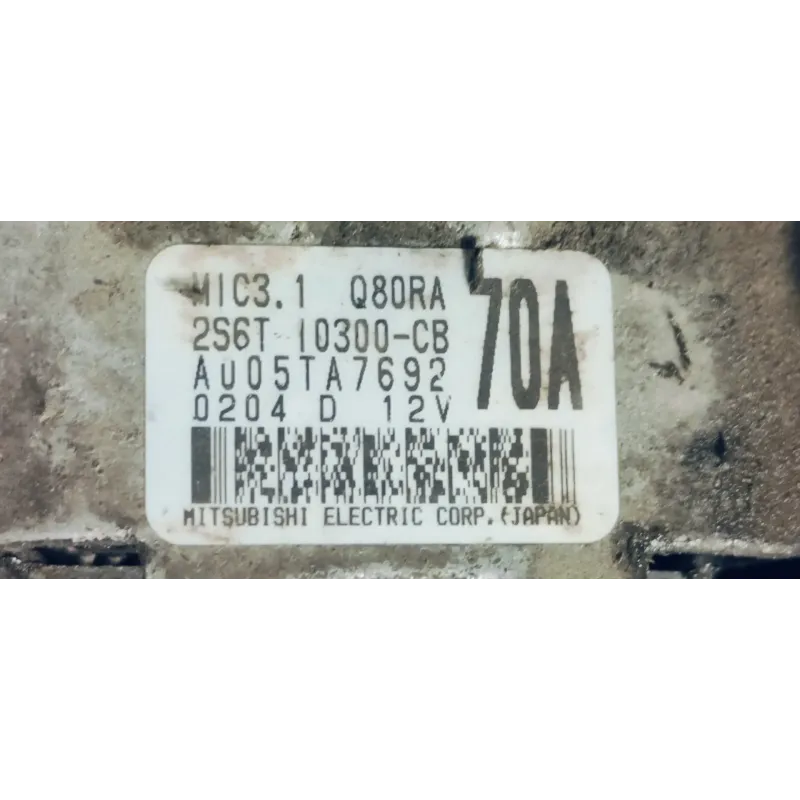 MIC3.1 Q80RA
70A
2S6T 10300-CB
Au05TA7692
0204 D 12V
MITSUBISHI ELECTRIC CORP.(JAPAN)